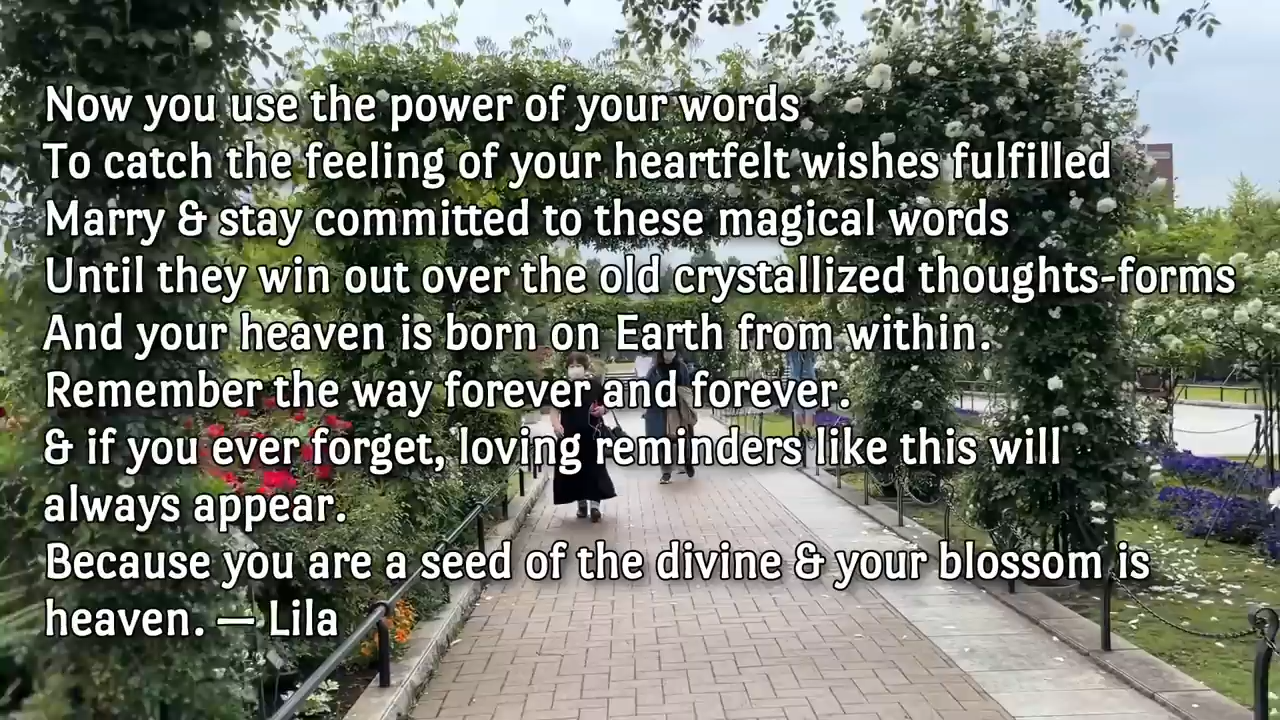 Now you use the power of your words
To catch the feeling of your heartfelt wishes fulfilled
Marry & stay committed to these magical words
Until they win out over the old crystallized thoughts-forms
And your heaven is born on Earth from within.
Remember the way forever and forever.
& if you ever forget, loving reminders like this will
always appear.
Because you are a seed of the divine & your blossom is
heaven. — Lila